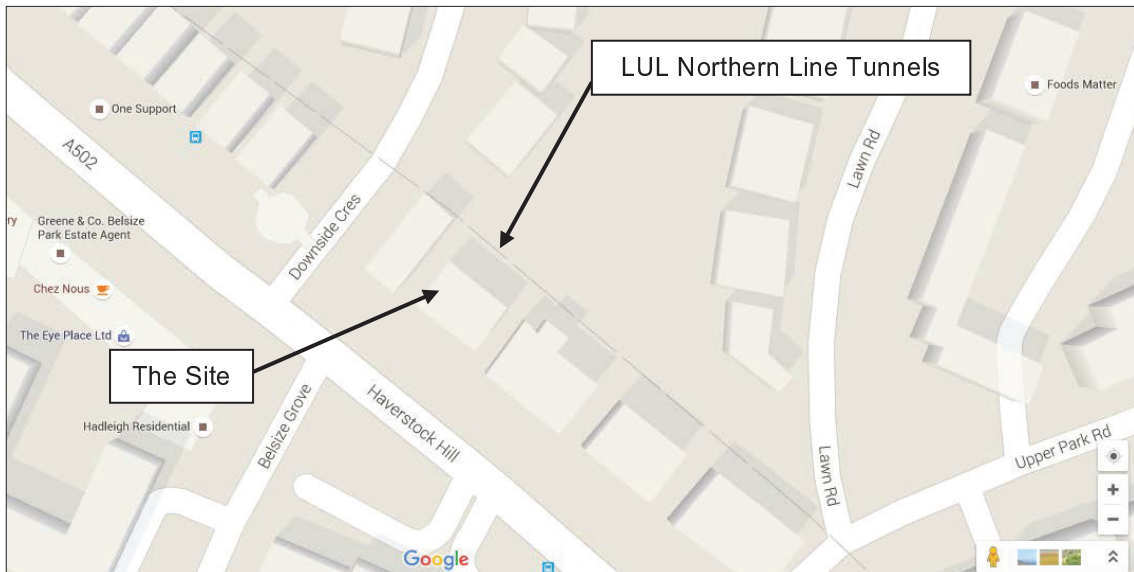 LUL Northern Line Tunnels
Foods Matter
One Support
A502
Lawn Rd
ry
Greene & Co. Belsize
Park Estate Agent
Downside Cres
Chez Nous
The Eye Place Ltd
The Site
Haverstock Hill
Belsize Grove
Hadleigh Residential
Lawn Rd
Upper Park Rd
Google